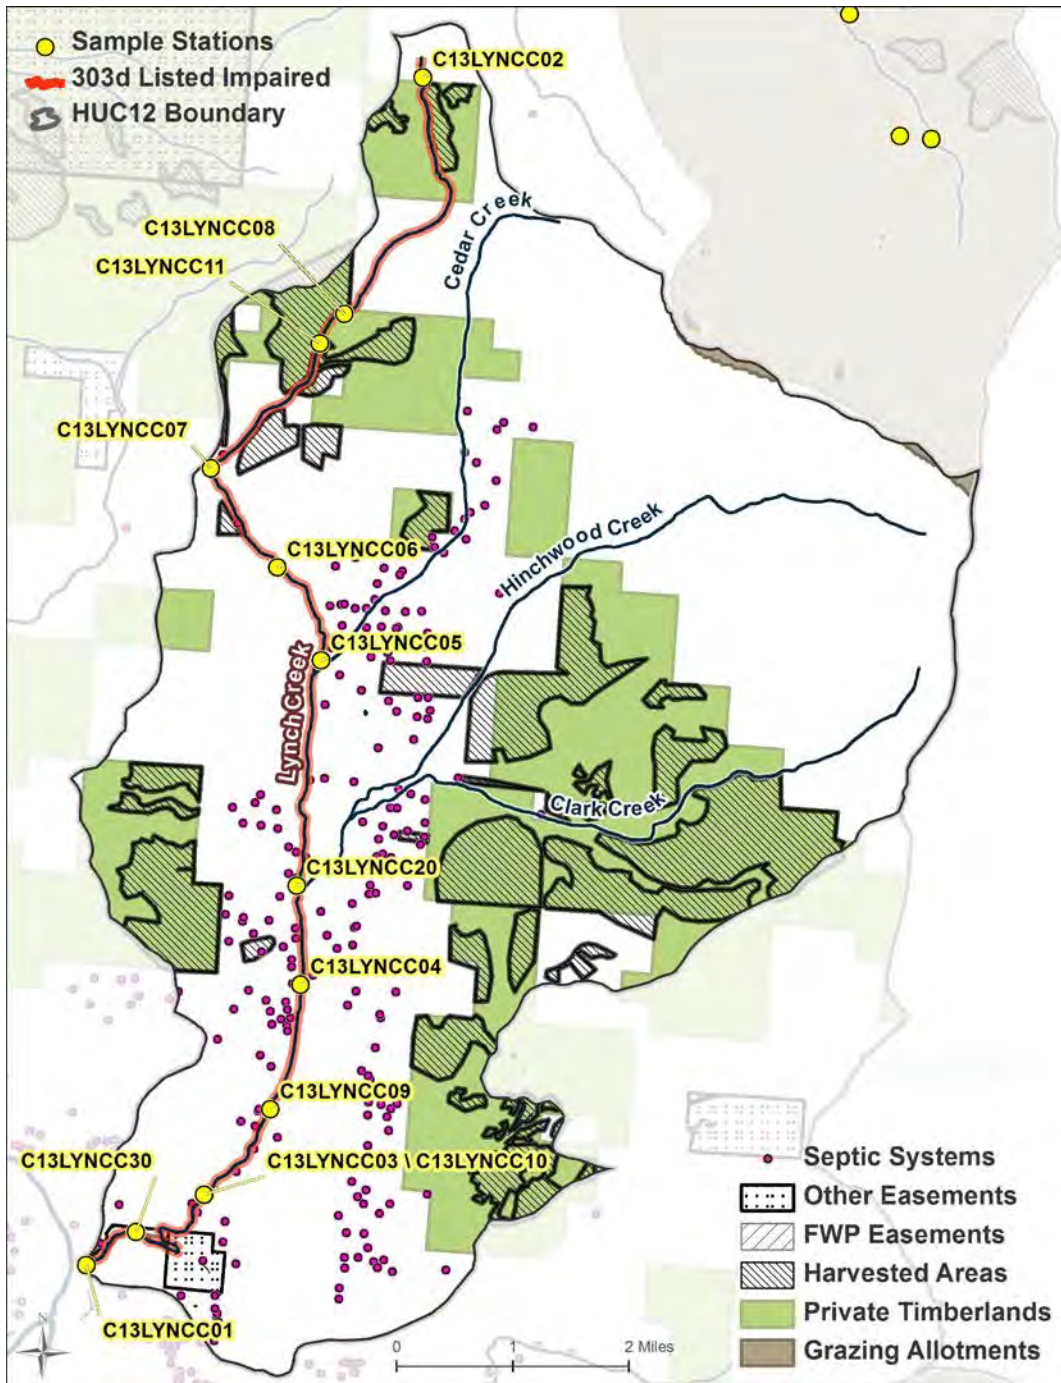 Sample Stations
303d Listed Impaired
HUC12 Boundary
C13LYNCC02
Cedar Creek
C13LYNCC08
C13LYNCC11
C13LYNCC07
Hinchwood Creek
C13LYNCC06
C13LYNCC05
Lynch Creek
Clark Creek
C13LYNCC20
C13LYNCC04
C13LYNCC09
C13LYNCC30
C13LYNCC03 \ C13LYNCC10
C13LYNCC01
Septic Systems
Other Easements
FWP Easements
Harvested Areas
Private Timberlands
Grazing Allotments
N
0 1 2 Miles